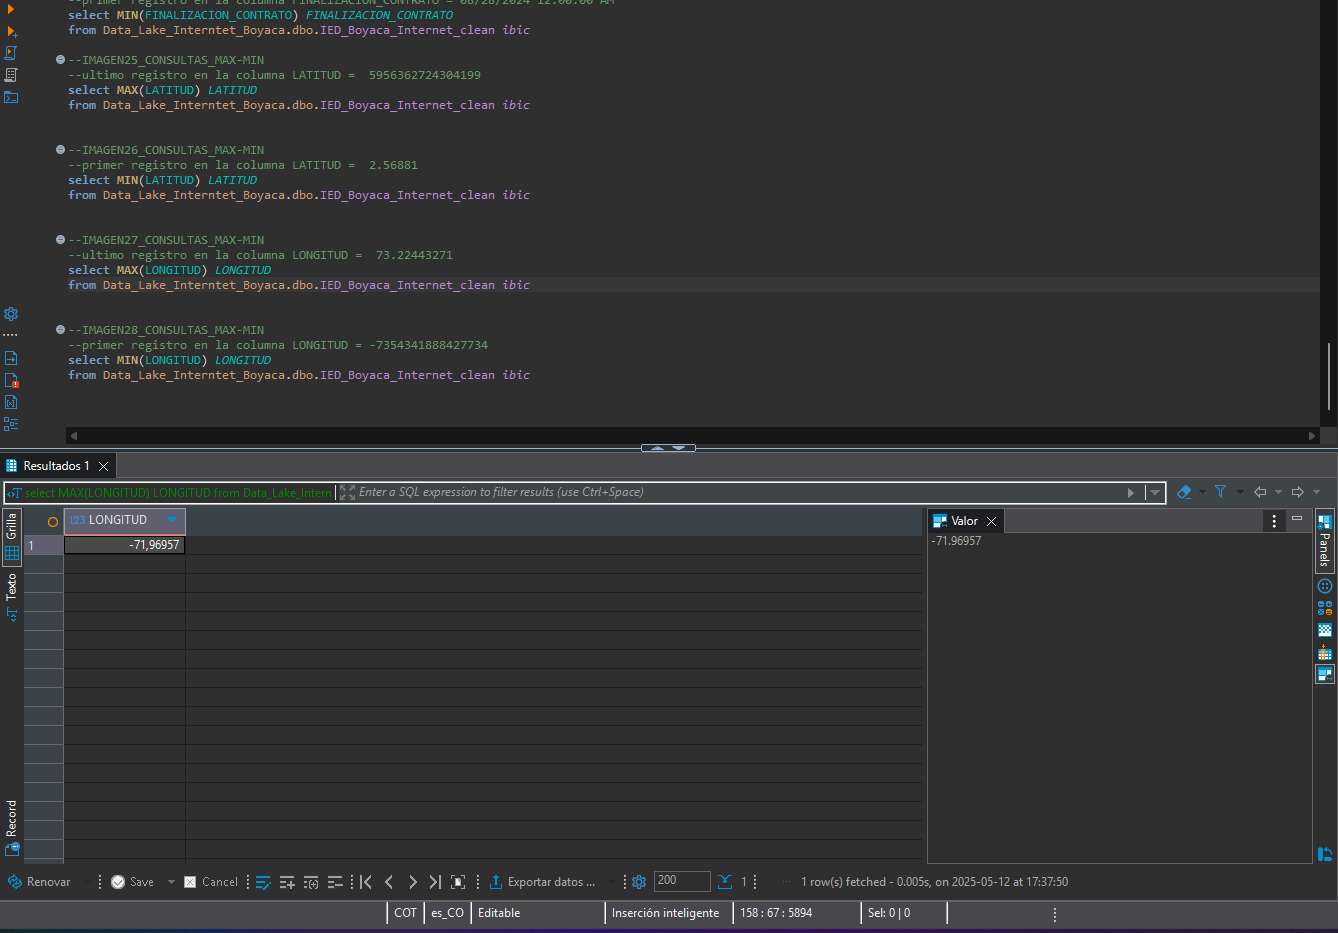 --primer registro en la columna FINALIZACION_CONTRATO = 08/28/2024 12:00:00 AM
select MIN(FINALIZACION_CONTRATO) FINALIZACION_CONTRATO
from Data_Lake_Interntet_Boyaca.dbo.IED_Boyaca_Internet_clean ibic
--IMAGEN25_CONSULTAS_MAX-MIN
--ultimo registro en la columna LATITUD =  5956362724304199
select MAX(LATITUD) LATITUD
from Data_Lake_Interntet_Boyaca.dbo.IED_Boyaca_Internet_clean ibic
--IMAGEN26_CONSULTAS_MAX-MIN
--primer registro en la columna LATITUD =  2.56881
select MIN(LATITUD) LATITUD
from Data_Lake_Interntet_Boyaca.dbo.IED_Boyaca_Internet_clean ibic
--IMAGEN27_CONSULTAS_MAX-MIN
--ultimo registro en la columna LONGITUD =  73.22443271
select MAX(LONGITUD) LONGITUD
from Data_Lake_Interntet_Boyaca.dbo.IED_Boyaca_Internet_clean ibic
--IMAGEN28_CONSULTAS_MAX-MIN
--primer registro en la columna LONGITUD = -7354341888427734
select MIN(LONGITUD) LONGITUD
from Data_Lake_Interntet_Boyaca.dbo.IED_Boyaca_Internet_clean ibic
Resultados 1
select MAX(LONGITUD) LONGITUD from Data_Lake_Intern
Enter a SQL expression to filter results (use Ctrl+Space)
Grilla
Texto
Record
123 LONGITUD
1
-71,96957
Valor
-71.96957
Panels
Renovar
Save
Cancel
Exportar datos ...
200
1
1 row(s) fetched - 0.005s, on 2025-05-12 at 17:37:50
COT
es_CO
Editable
Inserción inteligente
158 : 67 : 5894
Sel: 0 | 0